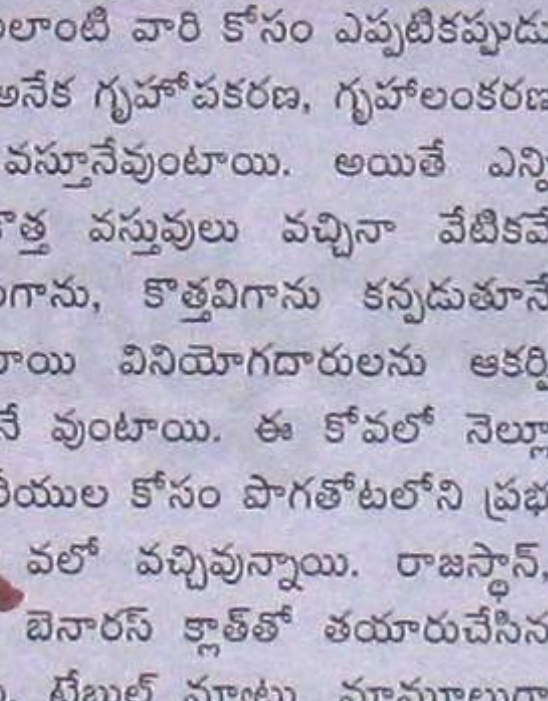 లాంటి వారి కోసం ఎప్పటికప్పుడు
అనేక గృహోపకరణ, గృహాలంకరణ
వస్తూనేవుంటాయి. అయితే ఎన్ని
కొత్త వస్తువులు వచ్చినా వేటికవే
గాను, కొత్తవిగాను కన్పడుతూనే
వినియోగదారులను
నే వుంటాయి. ఈ కోవలో నెల్లూ
కోసం పొగతోటలోని ప్రభ
వలో వచ్చివున్నాయి. రాజస్థాన్,
బెనారస్ క్లాత్‌తో తయారుచేసిన
టేబుల్ మ్యాట్లు, మామూలుగా